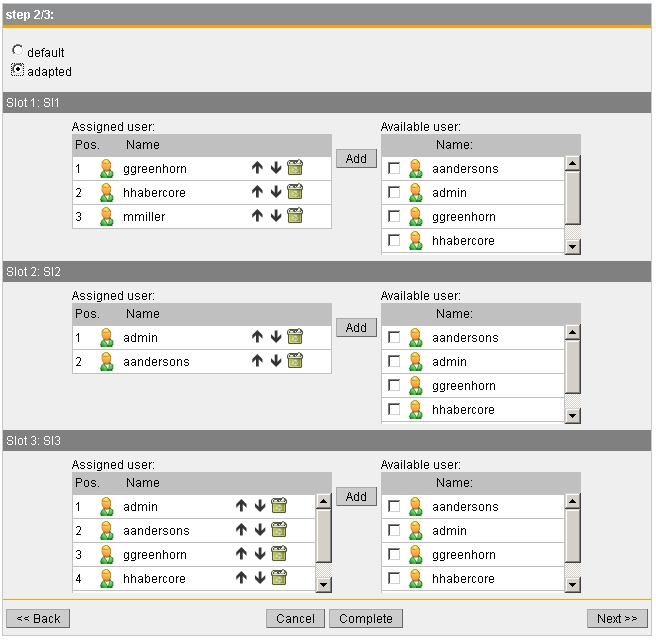 step 2/3:
default
adapted
Slot 1: Sl1
Assigned user:
Available user:
Pos. Name
Add
Name:
1 ggreenhorn
aandersons
2 hhabercore
admin
3 mmiller
ggreenhorn
hhabercore
Slot 2: Sl2
Assigned user:
Available user:
Pos. Name
Add
Name:
1 admin
aandersons
2 aandersons
admin
ggreenhorn
hhabercore
Slot 3: Sl3
Assigned user:
Available user:
Pos. Name
Add
Name:
1 admin
aandersons
2 aandersons
admin
3 ggreenhorn
ggreenhorn
4 hhabercore
hhabercore
<< Back
Cancel
Complete
Next >>